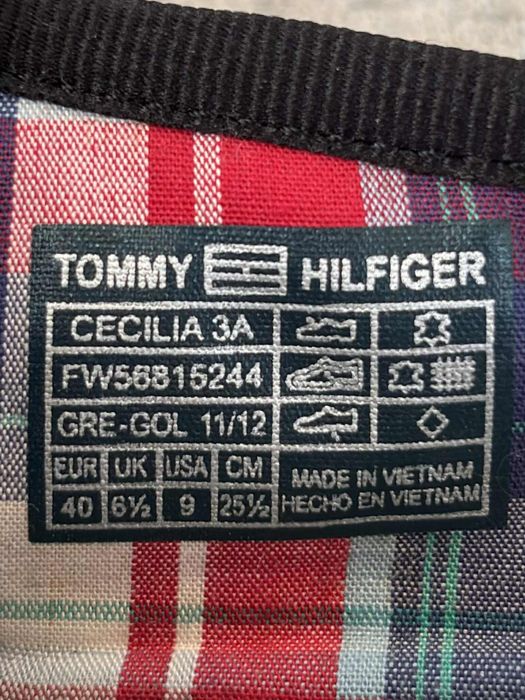 TOMMY HILFIGER
CECILIA 3A
FW56815244
GRE-GOL 11/12
EUR UK USA CM
40 6½ 9 25½
MADE IN VIETNAM
HECHO EN VIETNAM